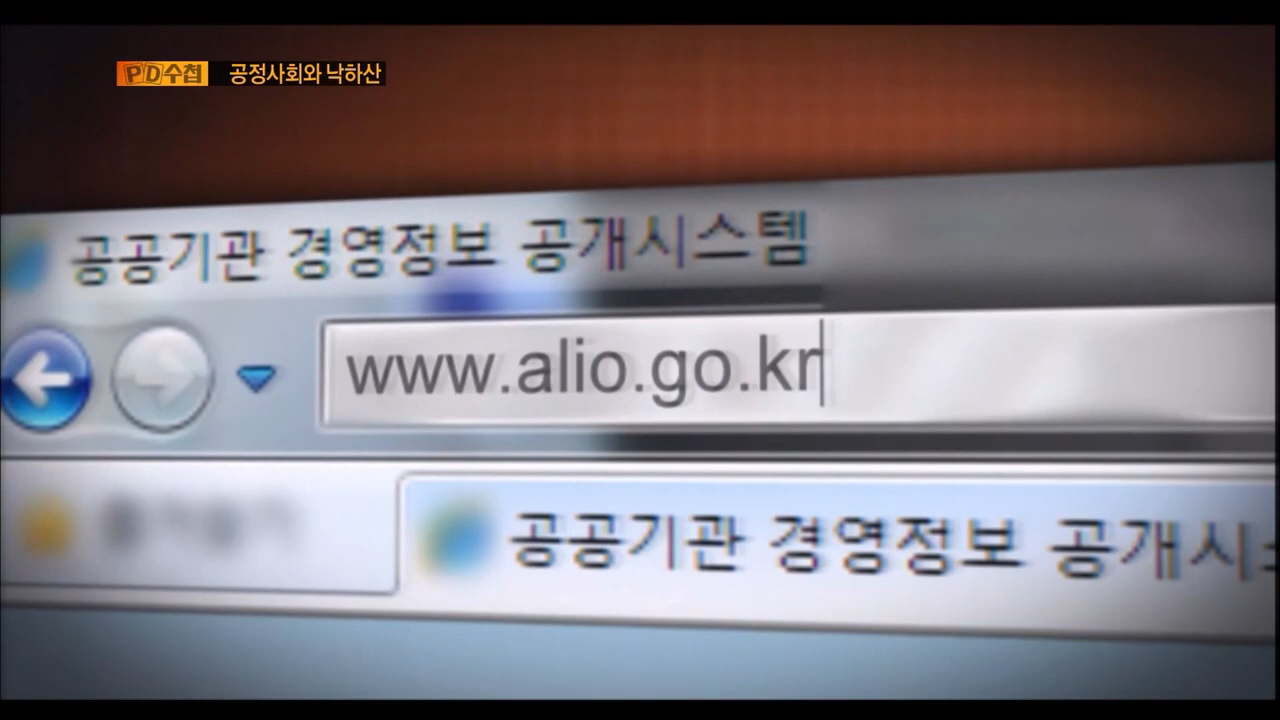 PD수첩 공정사회와 낙하산
공공기관 경영정보 공개시스템
www.alio.go.kr
공공기관 경영정보 공개시